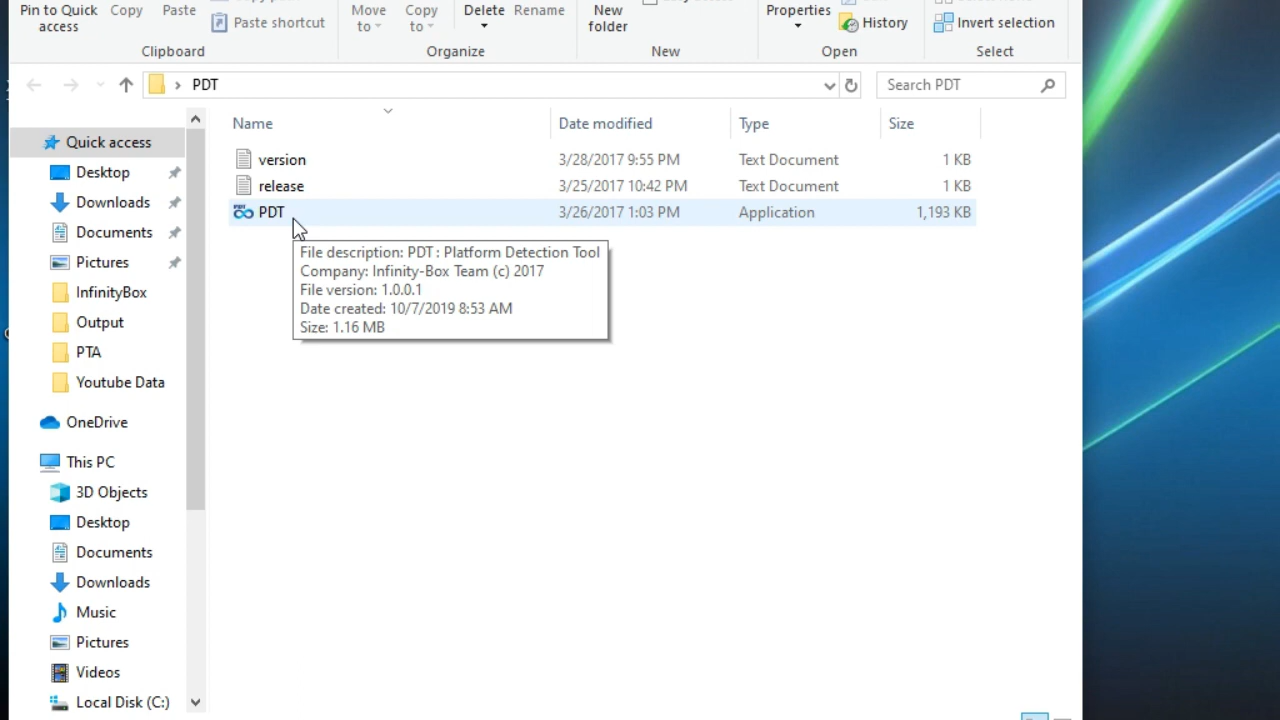 Pin to Quick access
Copy
Paste
Paste shortcut
Move to
Copy to
Delete
Rename
New folder
Properties
History
Invert selection
Clipboard
Organize
New
Open
Select
PDT
Search PDT
Name
Date modified
Type
Size
Quick access
Desktop
Downloads
Documents
Pictures
InfinityBox
Output
PTA
Youtube Data
OneDrive
This PC
3D Objects
Desktop
Documents
Downloads
Music
Pictures
Videos
Local Disk (C:)
version 3/28/2017 9:55 PM Text Document 1 KB
release 3/25/2017 10:42 PM Text Document 1 KB
PDT 3/26/2017 1:03 PM Application 1,193 KB
File description: PDT : Platform Detection Tool
Company: Infinity-Box Team (c) 2017
File version: 1.0.0.1
Date created: 10/7/2019 8:53 AM
Size: 1.16 MB